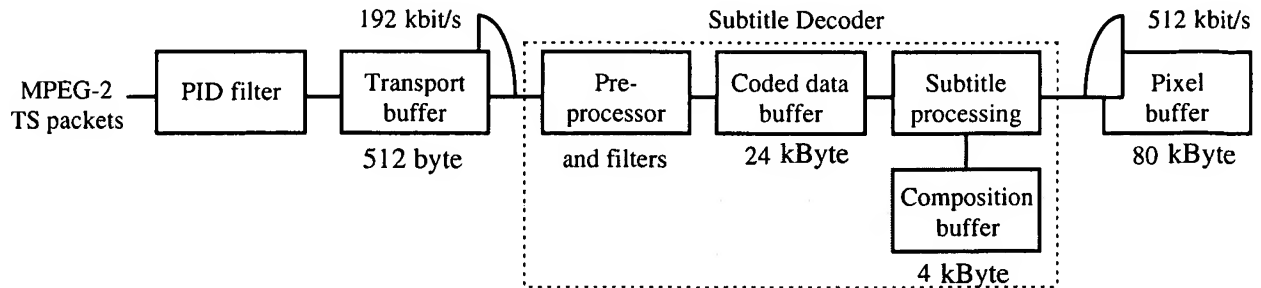 192 kbit/s
Subtitle Decoder
512 kbit/s
MPEG-2
TS packets
PID filter
Transport
buffer
512 byte
Pre-
processor
and filters
Coded data
buffer
24 kByte
Subtitle
processing
Composition
buffer
4 kByte
Pixel
buffer
80 kByte